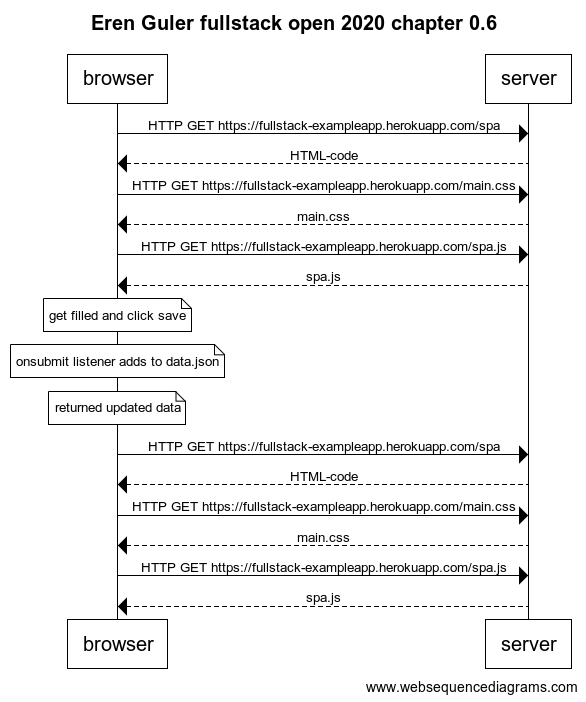 Eren Guler fullstack open 2020 chapter 0.6
browser
server
HTTP GET https://fullstack-exampleapp.herokuapp.com/spa
HTML-code
HTTP GET https://fullstack-exampleapp.herokuapp.com/main.css
main.css
HTTP GET https://fullstack-exampleapp.herokuapp.com/spa.js
spa.js
get filled and click save
onsubmit listener adds to data.json
returned updated data
HTTP GET https://fullstack-exampleapp.herokuapp.com/spa
HTML-code
HTTP GET https://fullstack-exampleapp.herokuapp.com/main.css
main.css
HTTP GET https://fullstack-exampleapp.herokuapp.com/spa.js
spa.js
browser
server
www.websequencediagrams.com